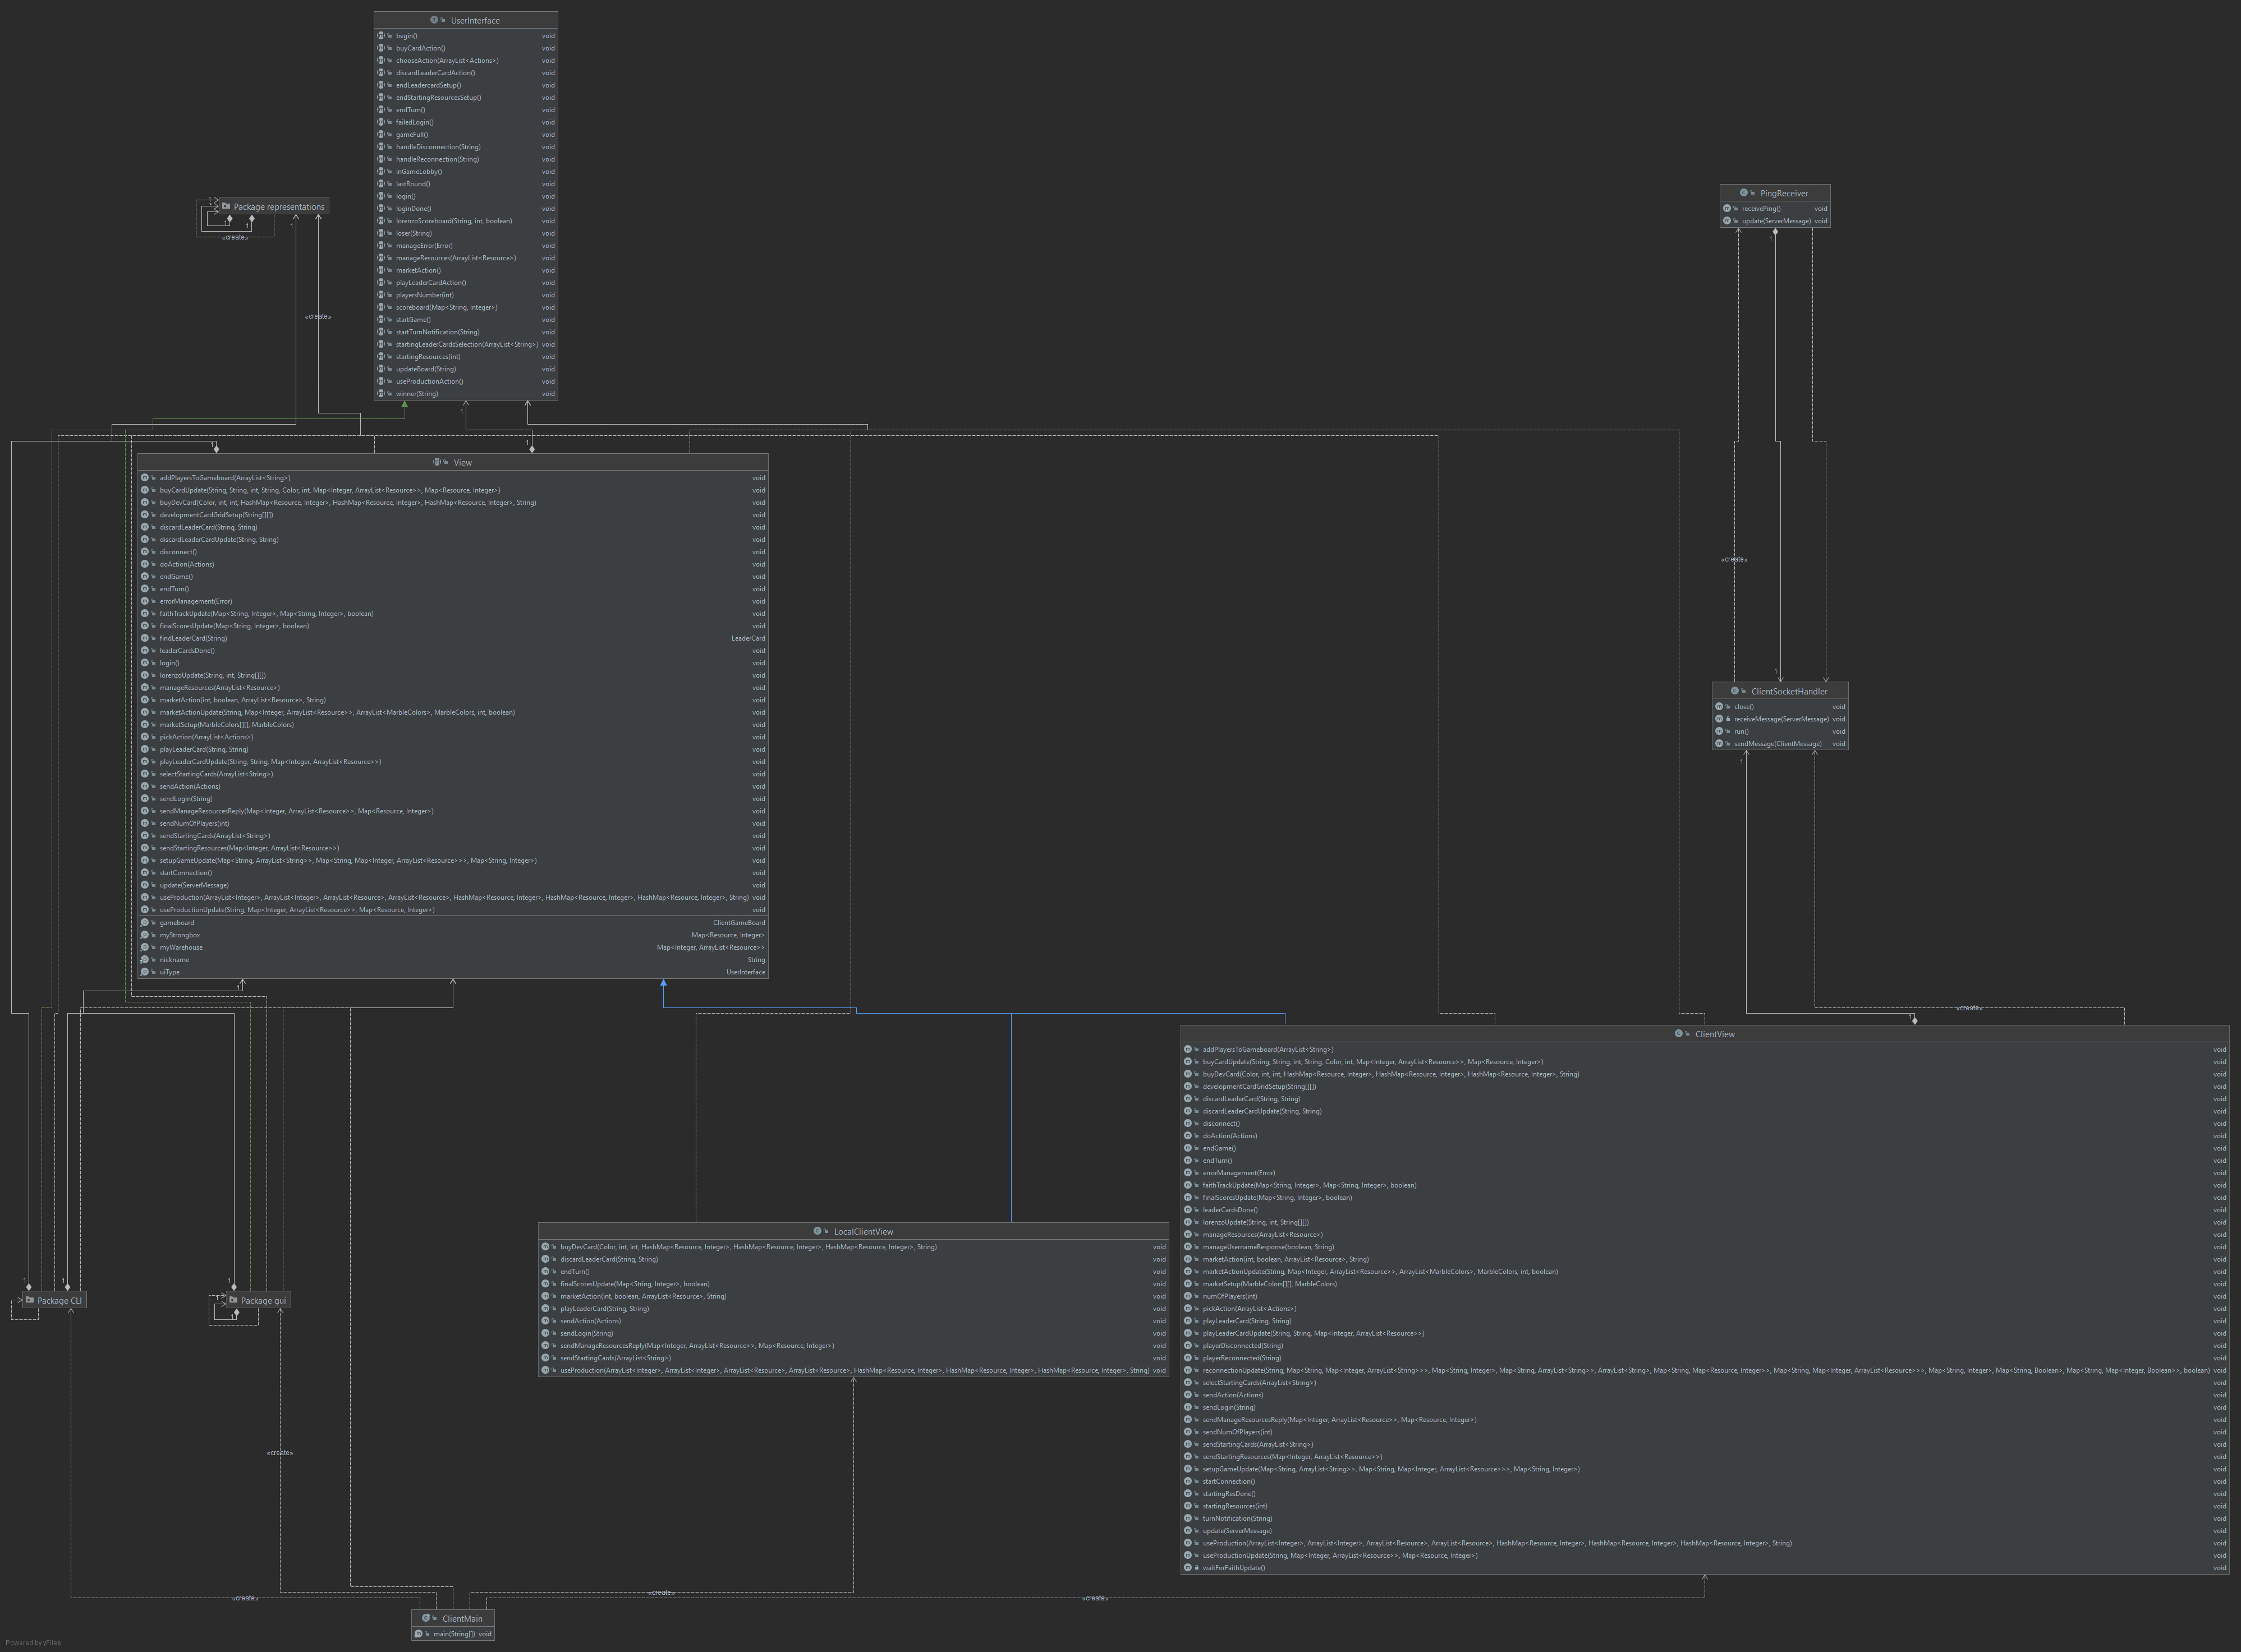 UserInterface
begin() void
buyCardAction() void
chooseAction(ArrayList<Actions>) void
discardLeaderCardAction() void
endLeadercardSetup() void
endStartingResourcesSetup() void
endTurn() void
failedLogin() void
gameFull() void
handleDisconnection(String) void
handleReconnection(String) void
inGameLobby() void
lastRound() void
login() void
loginDone() void
lorenzoScoreboard(String, int, boolean) void
loser(String) void
manageError(Error) void
manageResources(ArrayList<Resource>) void
marketAction() void
playLeaderCardAction() void
playersNumber(int) void
scoreboard(Map<String, Integer>) void
startGame() void
startTurnNotification(String) void
startingLeaderCardsSelection(ArrayList<String>) void
startingResources(int) void
updateBoard(String) void
useProductionAction() void
winner(String) void
Package representations
1
1
1
1
«create»
«create»
PingReceiver
receivePing() void
update(ServerMessage) void
1
«create»
1
ClientSocketHandler
close() void
receiveMessage(ServerMessage) void
run() void
sendMessage(ClientMessage) void
1
1
1
1
View
addPlayersToGameboard(ArrayList<String>) void
buyCardUpdate(String, String, int, String, Color, int, Map<Integer, ArrayList<Resource>>, Map<Resource, Integer>) void
buyDevCard(Color, int, int, HashMap<Resource, Integer>, HashMap<Resource, Integer>, HashMap<Resource, Integer>, String) void
developmentCardGridSetup(String[][]) void
discardLeaderCard(String, String) void
discardLeaderCardUpdate(String, String) void
disconnect() void
doAction(Actions) void
endGame() void
endTurn() void
errorManagement(Error) void
faithTrackUpdate(Map<String, Integer>, Map<String, Integer>, boolean) void
finalScoresUpdate(Map<String, Integer>, boolean) void
findLeaderCard(String) LeaderCard
leaderCardsDone() void
login() void
lorenzoUpdate(String, int, String[][]) void
manageResources(ArrayList<Resource>) void
marketAction(int, boolean, ArrayList<Resource>, String) void
marketActionUpdate(String, Map<Integer, ArrayList<Resource>>, ArrayList<MarbleColors>, MarbleColors, int, boolean) void
marketSetup(MarbleColors[][], MarbleColors) void
pickAction(ArrayList<Actions>) void
playLeaderCard(String, String) void
playLeaderCardUpdate(String, String, Map<Integer, ArrayList<Resource>>) void
selectStartingCards(ArrayList<String>) void
sendAction(Actions) void
sendLogin(String) void
sendManageResourcesReply(Map<Integer, ArrayList<Resource>>, Map<Resource, Integer>) void
sendNumOfPlayers(int) void
sendStartingCards(ArrayList<String>) void
sendStartingResources(Map<Integer, ArrayList<Resource>>) void
setupGameUpdate(Map<String, ArrayList<String>>, Map<String, Map<Integer, ArrayList<Resource>>>, Map<String, Integer>) void
startConnection() void
update(ServerMessage) void
useProduction(ArrayList<Integer>, ArrayList<Integer>, ArrayList<Resource>, ArrayList<Resource>, HashMap<Resource, Integer>, HashMap<Resource, Integer>, HashMap<Resource, Integer>, String) void
useProductionUpdate(String, Map<Integer, ArrayList<Resource>>, Map<Resource, Integer>) void
gameboard ClientGameBoard
myStrongbox Map<Resource, Integer>
myWarehouse Map<Integer, ArrayList<Resource>>
nickname String
uiType UserInterface
1
1
«create»
ClientView
addPlayersToGameboard(ArrayList<String>) void
buyCardUpdate(String, String, int, String, Color, int, Map<Integer, ArrayList<Resource>>, Map<Resource, Integer>) void
buyDevCard(Color, int, int, HashMap<Resource, Integer>, HashMap<Resource, Integer>, HashMap<Resource, Integer>, String) void
developmentCardGridSetup(String[][]) void
discardLeaderCard(String, String) void
discardLeaderCardUpdate(String, String) void
disconnect() void
doAction(Actions) void
endGame() void
endTurn() void
errorManagement(Error) void
faithTrackUpdate(Map<String, Integer>, Map<String, Integer>, boolean) void
finalScoresUpdate(Map<String, Integer>, boolean) void
leaderCardsDone() void
lorenzoUpdate(String, int, String[][]) void
manageResources(ArrayList<Resource>) void
manageUsernameResponse(boolean, String) void
marketAction(int, boolean, ArrayList<Resource>, String) void
marketActionUpdate(String, Map<Integer, ArrayList<Resource>>, ArrayList<MarbleColors>, MarbleColors, int, boolean) void
marketSetup(MarbleColors[][], MarbleColors) void
numOfPlayers(int) void
pickAction(ArrayList<Actions>) void
playLeaderCard(String, String) void
playLeaderCardUpdate(String, String, Map<Integer, ArrayList<Resource>>) void
playerDisconnected(String) void
playerReconnected(String) void
reconnectionUpdate(String, Map<String, Map<Integer, ArrayList<String>>>, Map<String, Integer>, Map<String, ArrayList<String>>, ArrayList<String>, Map<String, Map<Resource, Integer>>, Map<String, Map<Integer, ArrayList<Resource>>>, Map<String, Integer>, Map<String, Boolean>, Map<String, Map<Integer, Boolean>>, boolean) void
selectStartingCards(ArrayList<String>) void
sendAction(Actions) void
sendLogin(String) void
sendManageResourcesReply(Map<Integer, ArrayList<Resource>>, Map<Resource, Integer>) void
sendNumOfPlayers(int) void
sendStartingCards(ArrayList<String>) void
sendStartingResources(Map<Integer, ArrayList<Resource>>) void
setupGameUpdate(Map<String, ArrayList<String>>, Map<String, Map<Integer, ArrayList<Resource>>>, Map<String, Integer>) void
startConnection() void
startingResDone() void
startingResources(int) void
turnNotification(String) void
update(ServerMessage) void
useProduction(ArrayList<Integer>, ArrayList<Integer>, ArrayList<Resource>, ArrayList<Resource>, HashMap<Resource, Integer>, HashMap<Resource, Integer>, HashMap<Resource, Integer>, String) void
useProductionUpdate(String, Map<Integer, ArrayList<Resource>>, Map<Resource, Integer>) void
waitForFaithUpdate() void
LocalClientView
buyDevCard(Color, int, int, HashMap<Resource, Integer>, HashMap<Resource, Integer>, HashMap<Resource, Integer>, String) void
discardLeaderCard(String, String) void
endTurn() void
finalScoresUpdate(Map<String, Integer>, boolean) void
marketAction(int, boolean, ArrayList<Resource>, String) void
playLeaderCard(String, String) void
sendAction(Actions) void
sendLogin(String) void
sendManageResourcesReply(Map<Integer, ArrayList<Resource>>, Map<Resource, Integer>) void
sendStartingCards(ArrayList<String>) void
useProduction(ArrayList<Integer>, ArrayList<Integer>, ArrayList<Resource>, ArrayList<Resource>, HashMap<Resource, Integer>, HashMap<Resource, Integer>, HashMap<Resource, Integer>, String) void
1
1
1
Package CLI
1
Package gui
1
«create»
«create»
«create»
«create»
ClientMain
main(String[]) void
Powered by yFiles